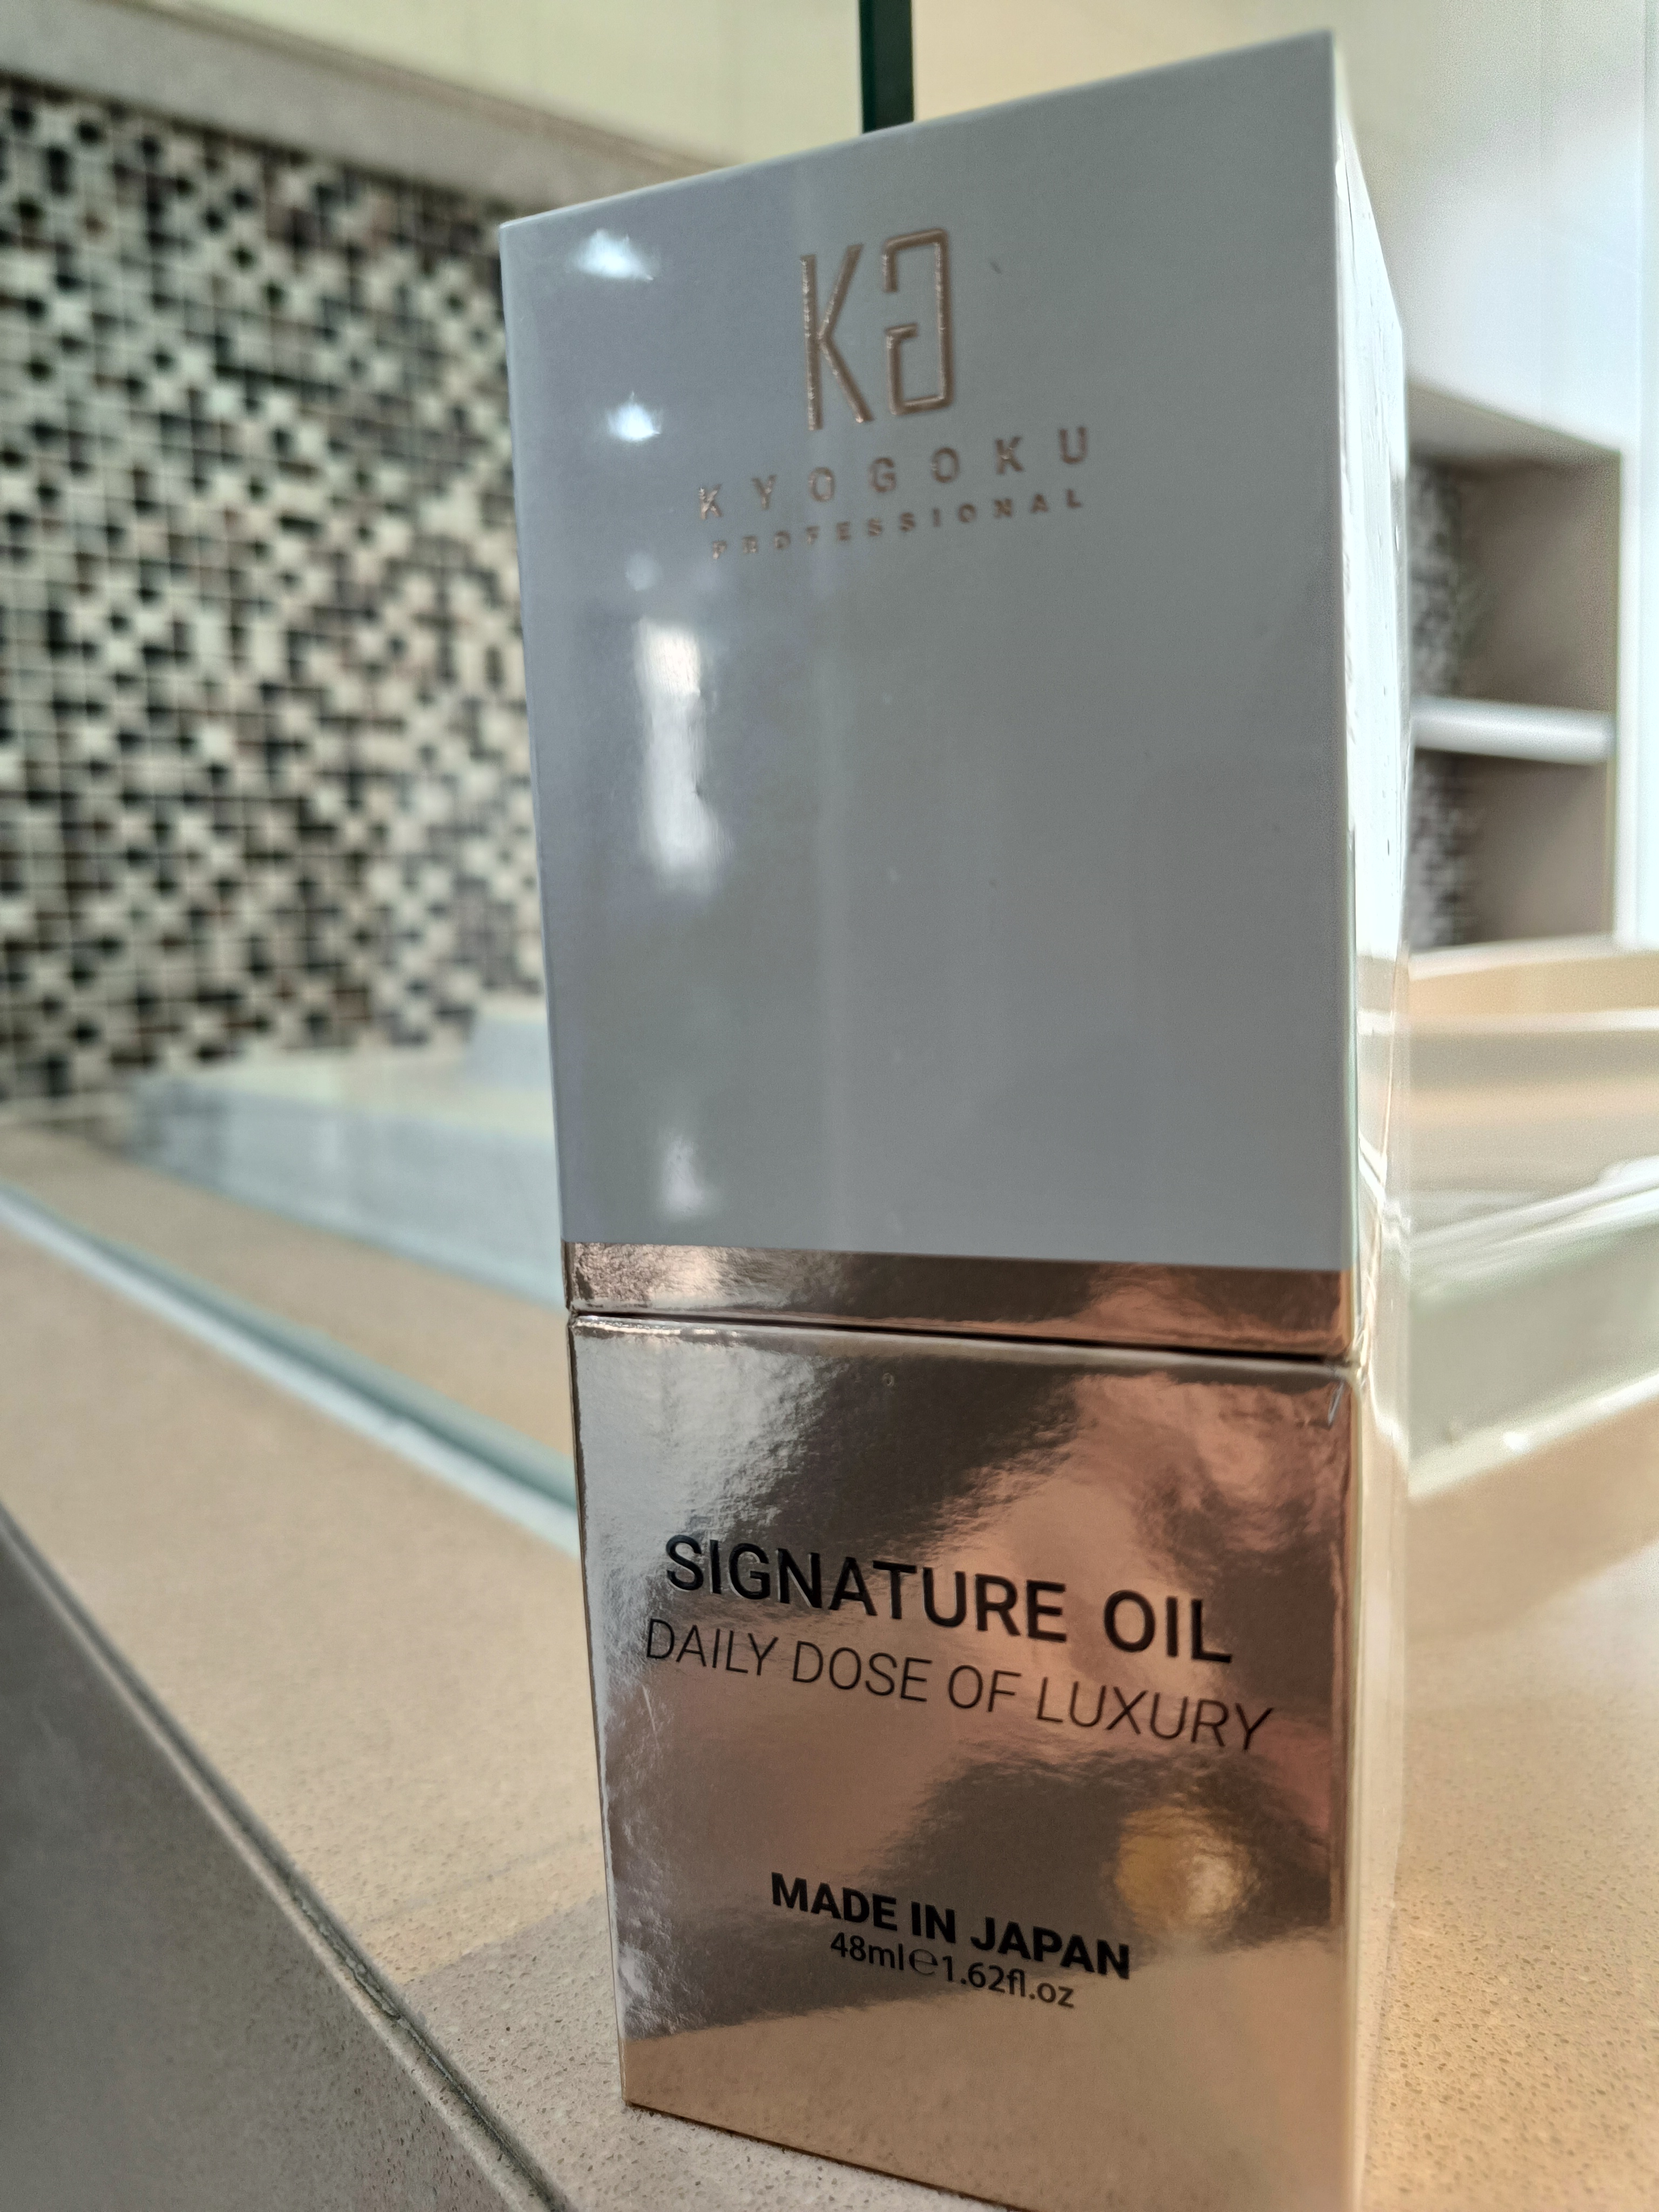 KG
KYOGOKU
PROFESSIONAL
SIGNATURE OIL
DAILY DOSE OF LUXURY
MADE IN JAPAN
48ml℮1.62fl.oz